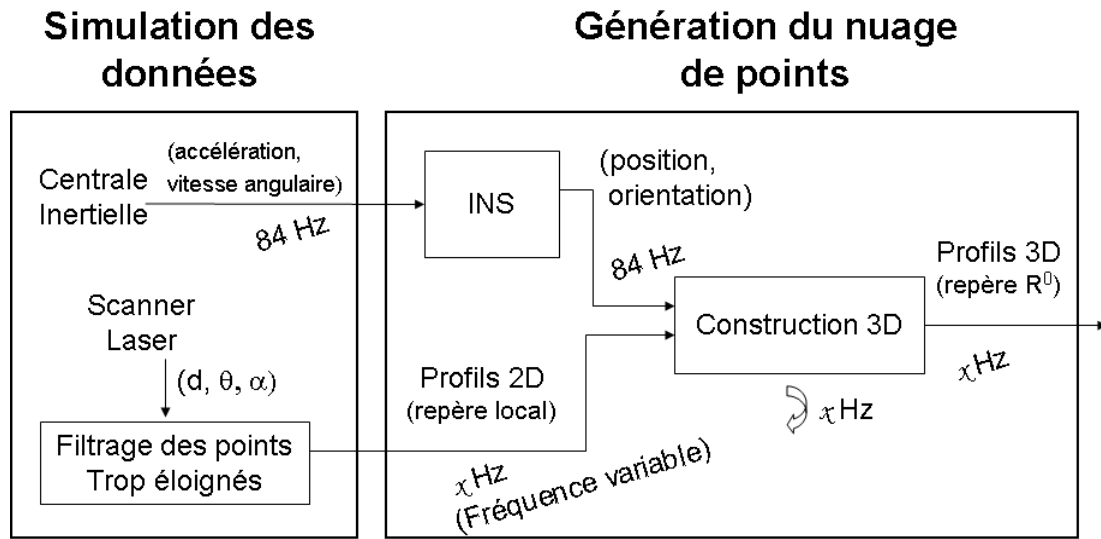 Simulation des
données
Génération du nuage
de points
Centrale
Inertielle
(accélération,
vitesse angulaire)
84 Hz
INS
(position,
orientation)
84 Hz
Scanner
Laser
(d, θ, α)
Filtrage des points
Trop éloignés
Profils 2D
(repère local)
χHz
(Fréquence variable)
Construction 3D
χHz
Profils 3D
(repère R⁰)
χHz